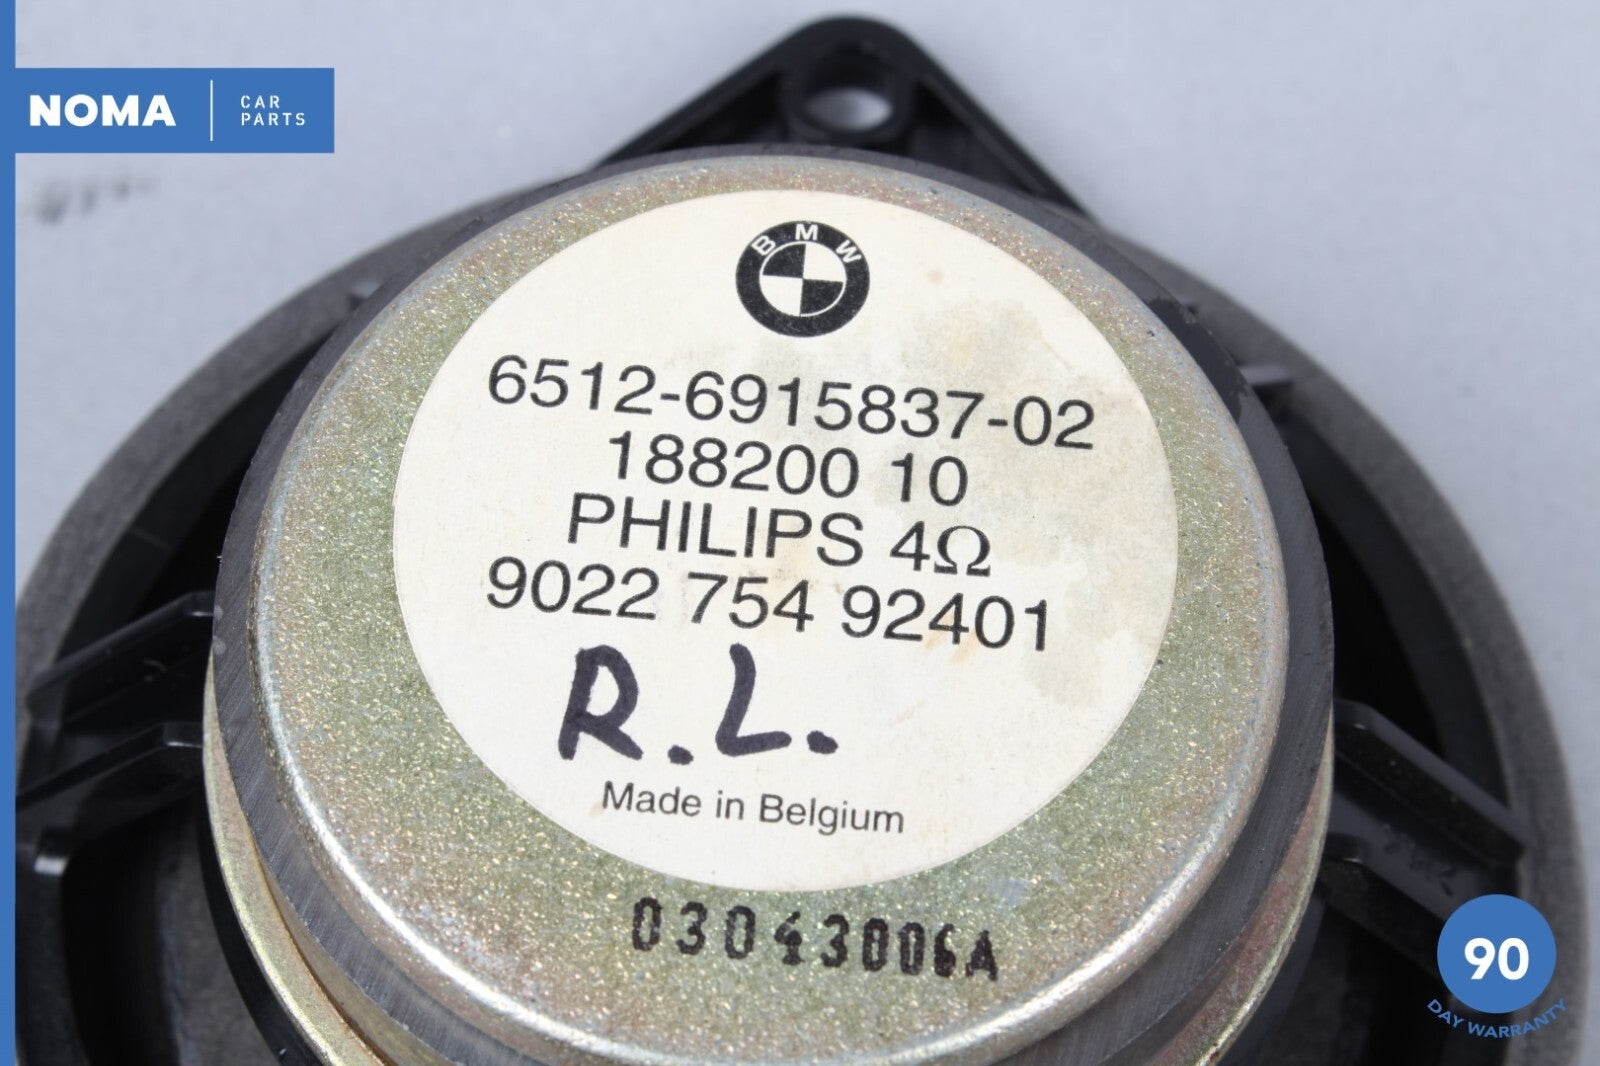 NOMA
CAR
PARTS
BMW
6512-6915837-02
188200 10
PHILIPS 4Ω
9022 754 92401
R.L.
Made in Belgium
03043006A
90
DAY WARRANTY